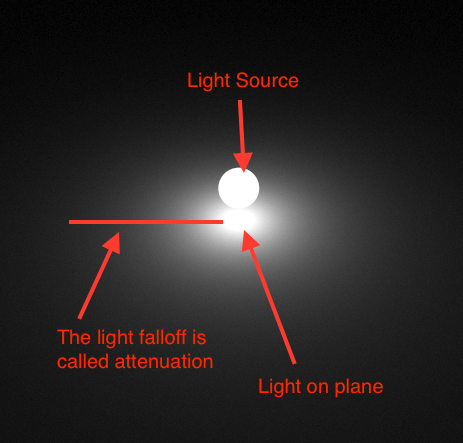 Light Source
The light falloff is
called attenuation
Light on plane